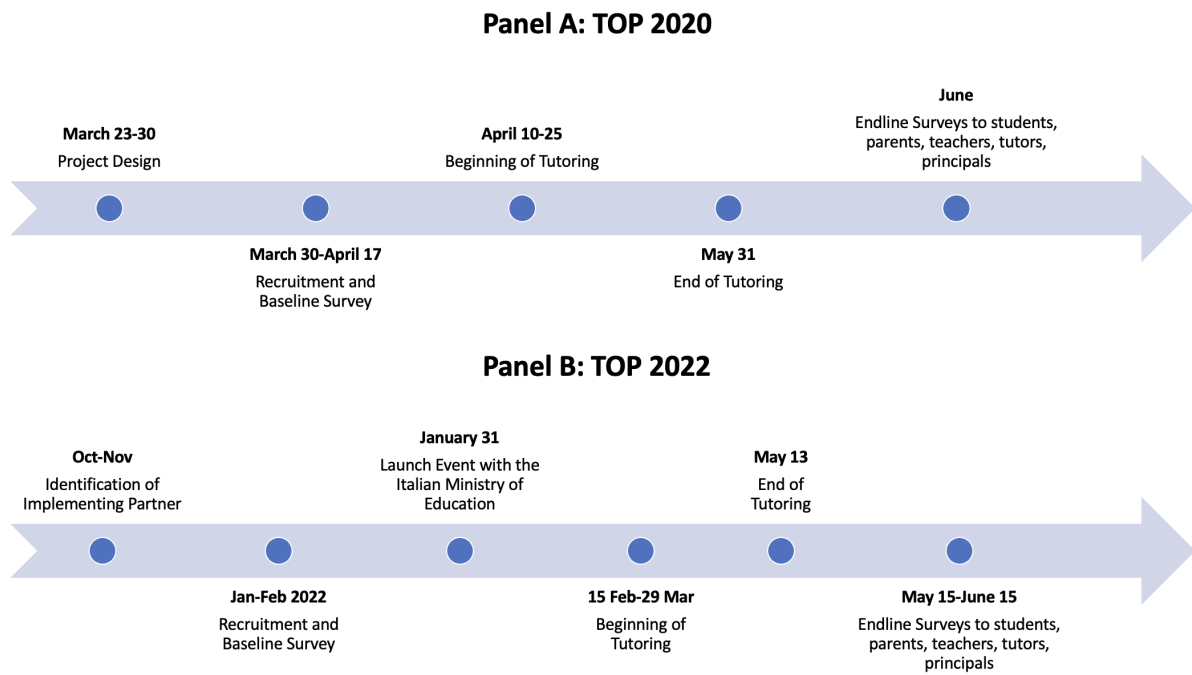 Panel A: TOP 2020
March 23-30
Project Design
March 30-April 17
Recruitment and
Baseline Survey
April 10-25
Beginning of Tutoring
May 31
End of Tutoring
June
Endline Surveys to students,
parents, teachers, tutors,
principals
Panel B: TOP 2022
Oct-Nov
Identification of
Implementing Partner
Jan-Feb 2022
Recruitment and
Baseline Survey
January 31
Launch Event with the
Italian Ministry of
Education
15 Feb-29 Mar
Beginning of
Tutoring
May 13
End of
Tutoring
May 15-June 15
Endline Surveys to students,
parents, teachers, tutors,
principals